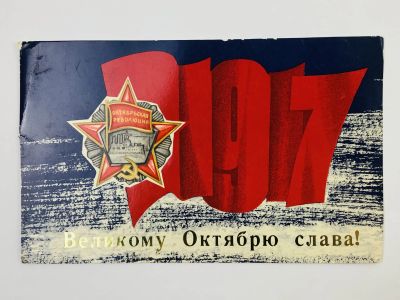 1917
ОКТЯБРЬСКАЯ
РЕВОЛЮЦИЯ
Великому Октябрю слава!